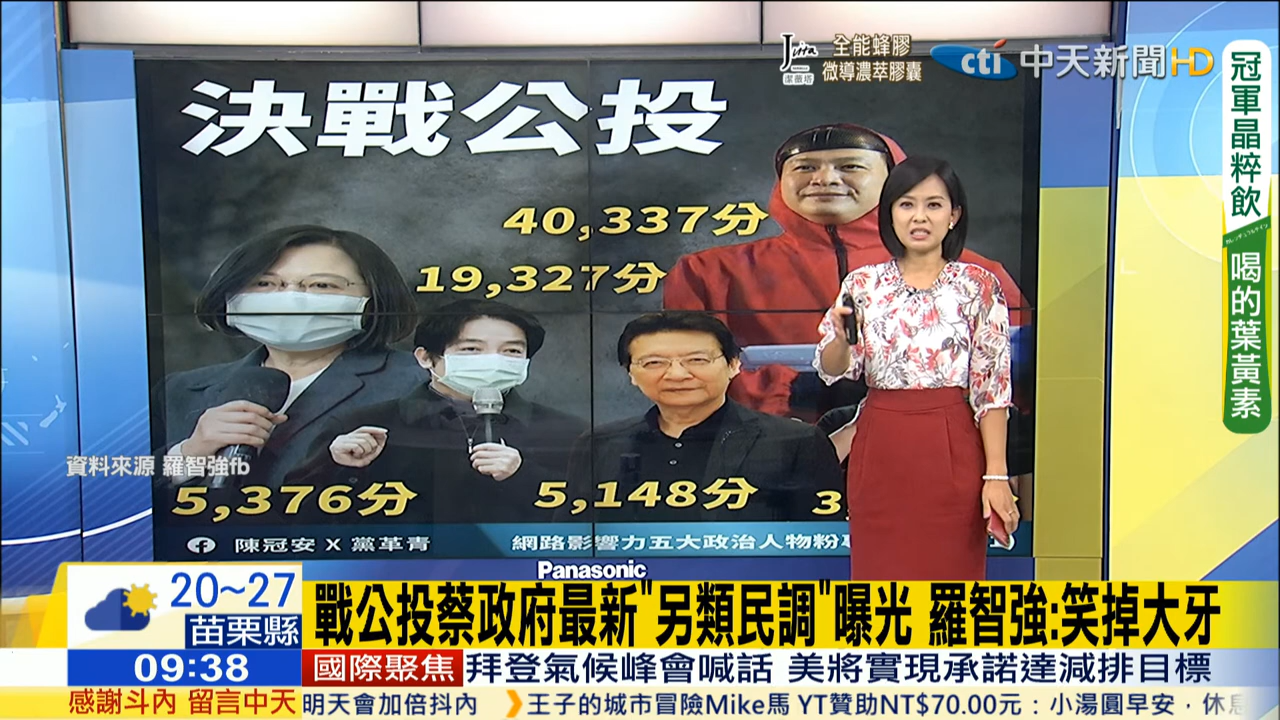 Jvita
潔薇塔
全能蜂膠
微導濃萃膠囊
cti 中天新聞HD
冠軍晶粹飲
喝的葉黃素
決戰公投
40,337分
19,327分
資料來源 羅智強fb
5,376分
5,148分
陳冠安 X 黨革青
網路影響力五大政治人物粉
Panasonic
20~27
苗栗縣
戰公投蔡政府最新"另類民調"曝光 羅智強:笑掉大牙
09:38
國際聚焦
拜登氣候峰會喊話 美將實現承諾達減排目標
感謝斗內 留言中天
明天會加倍抖內 》王子的城市冒險Mike馬 YT贊助NT$70.00元：小湯圓早安，休息